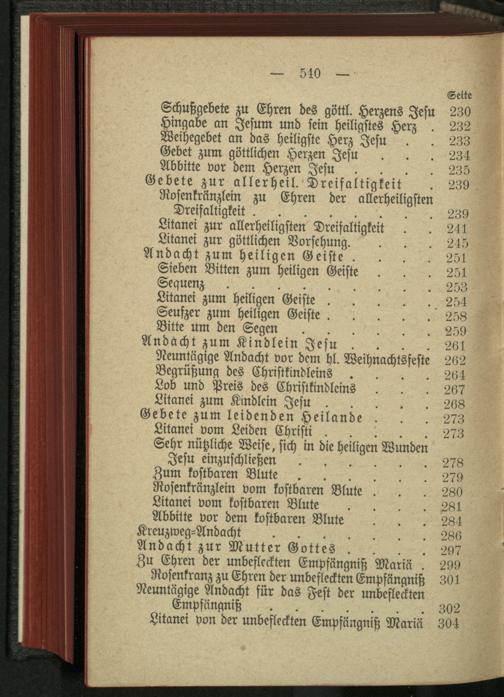 — 540 —
Seite
Schußgebete zu Ehren des göttl. Herzens Jesu 230
Hingabe an Jesum und sein heiligstes Herz . 232
Weihegebet an das heiligste Herz Jesu . . 233
Gebet zum göttlichen Herzen Jesu . . . 234
Abbitte vor dem Herzen Jesu . . . . 235
Gebete zur allerheil. Dreifaltigkeit . 239
Rosenkränzlein zu Ehren der allerheiligsten
Dreifaltigkeit . . . . . . . 239
Litanei zur allerheiligsten Dreifaltigkeit . . 241
Litanei zur göttlichen Vorsehung. . . . 245
Andacht zum heiligen Geiste . . . . 251
Sieben Bitten zum heiligen Geiste . . . 251
Sequenz . . . . . . . . 253
Litanei zum heiligen Geiste . . . . 254
Seufzer zum heiligen Geiste . . . . 258
Bitte um den Segen . . . . . 259
Andacht zum Kindlein Jesu . . . . 261
Neuntägige Andacht vor dem hl. Weihnachtsfeste 262
Begrüßung des Christkindleins . . . . 264
Lob und Preis des Christkindleins . . . 267
Litanei zum Kindlein Jesu . . . . 268
Gebete zum leidenden Heilande . . . 273
Litanei vom Leiden Christi . . . . 273
Sehr nützliche Weise, sich in die heiligen Wunden
Jesu einzuschließen . . . . . 278
Zum kostbaren Blute . . . . . 279
Rosenkränzlein vom kostbaren Blute . . . 280
Litanei vom kostbaren Blute . . . . 281
Abbitte vor dem kostbaren Blute . . . 284
Kreuzweg-Andacht . . . . . . 286
Andacht zur Mutter Gottes . . . . 297
Zu Ehren der unbefleckten Empfängniß Mariä . 299
Rosenkranz zu Ehren der unbefleckten Empfängniß 301
Neuntägige Andacht für das Fest der unbefleckten
Empfängniß . . . . . . . 302
Litanei von der unbefleckten Empfängniß Mariä 304